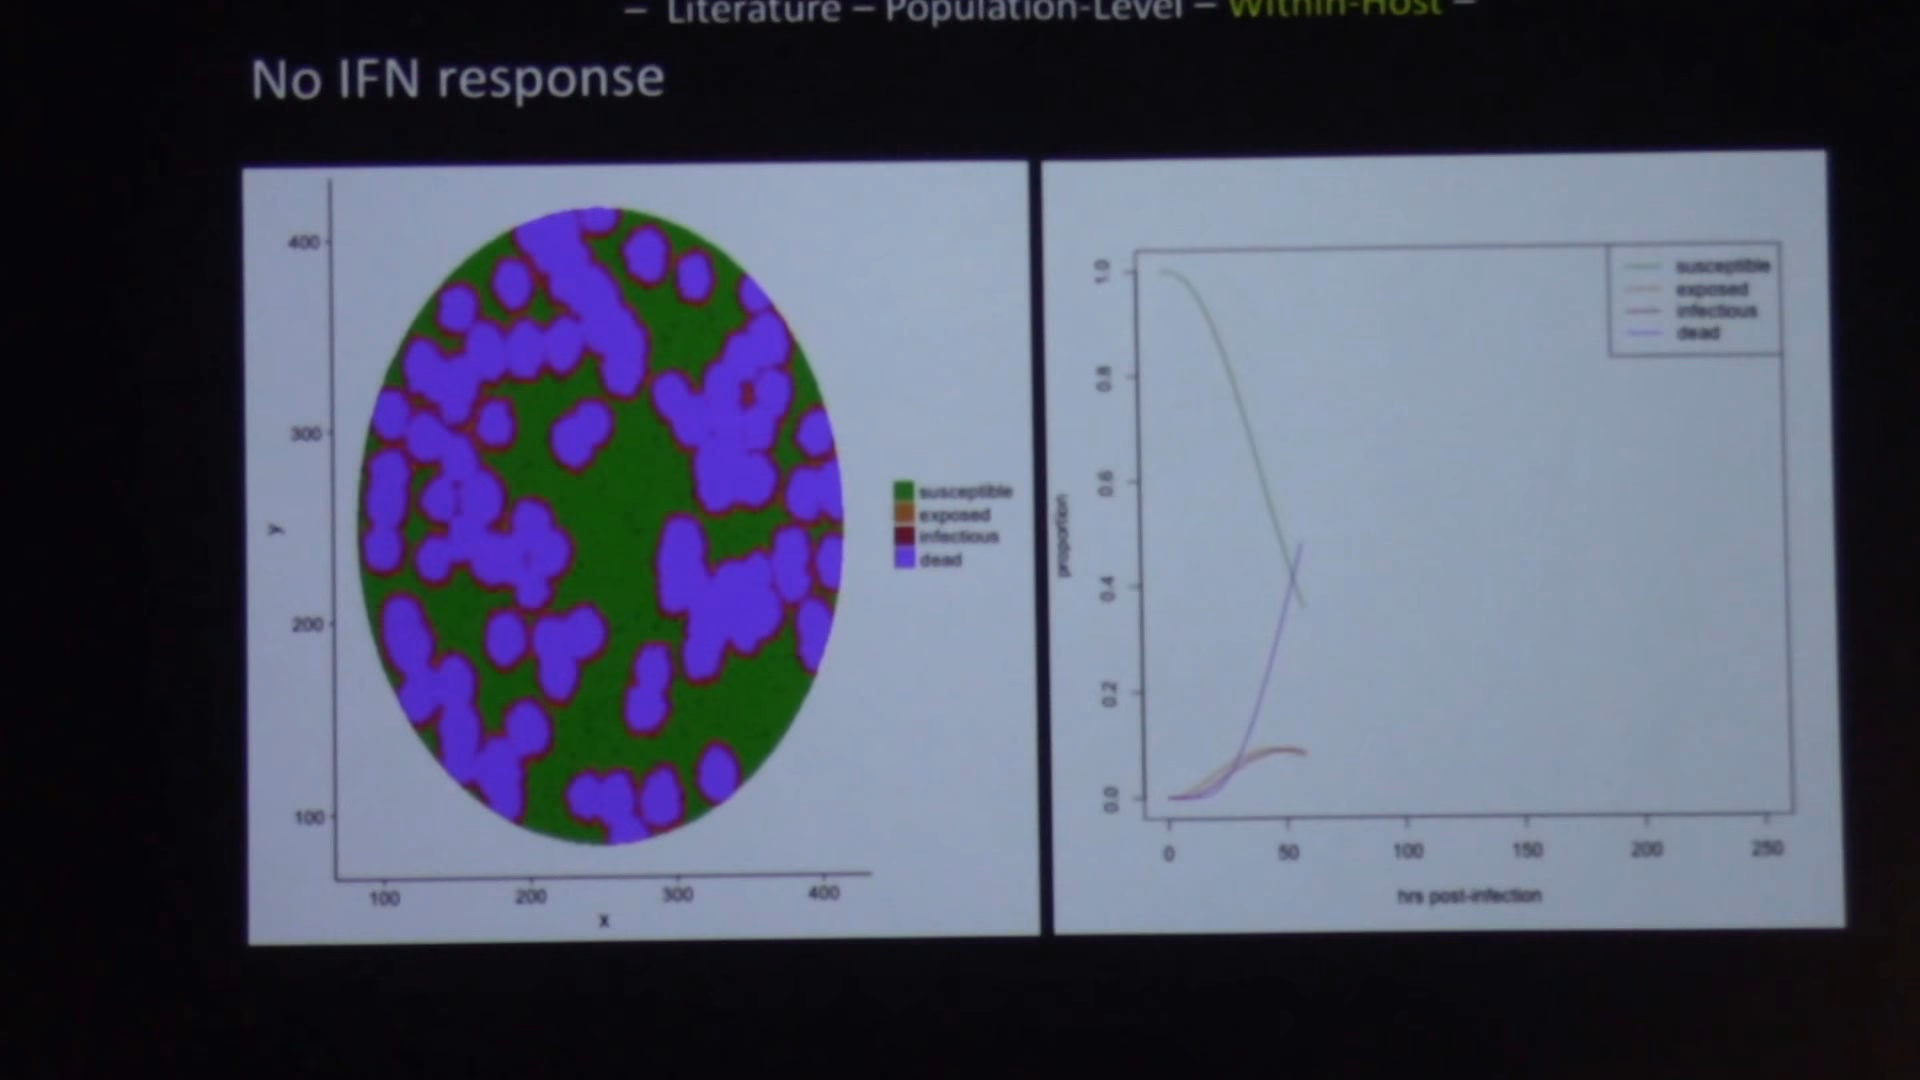 – Literature – Population-Level – Within-Host –
No IFN response
400
300
200
100
y
100
200
300
400
x
susceptible
exposed
infectious
dead
1.0
0.8
0.6
0.4
0.2
0.0
proportion
0
50
100
150
200
250
hrs post-infection
susceptible
exposed
infectious
dead